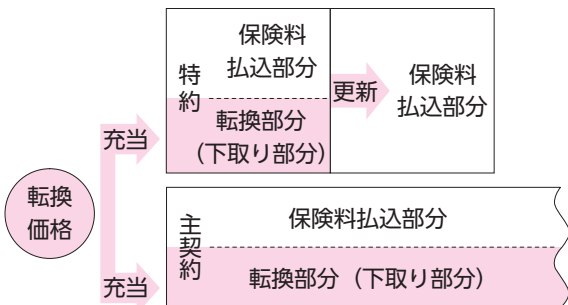 特約
保険料
払込部分
転換部分
(下取り部分)
更新
保険料
払込部分
充当
転換
価格
充当
主契約
保険料払込部分
転換部分(下取り部分)